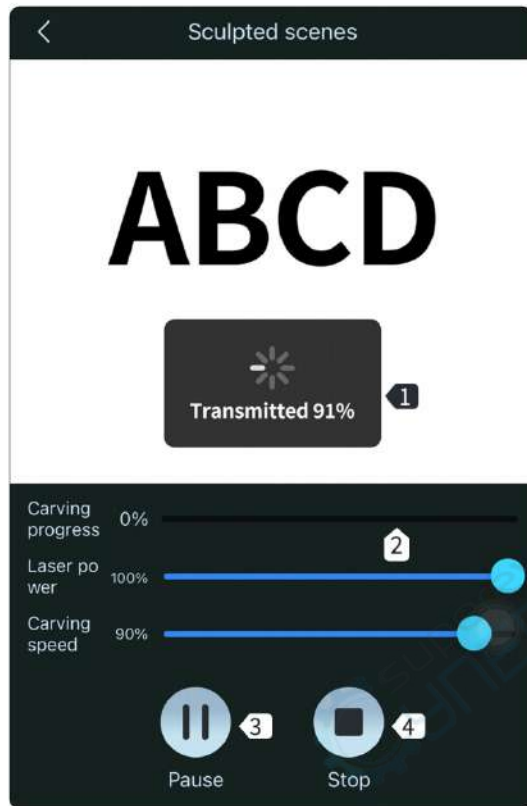 Sculpted scenes
ABCD
Transmitted 91%
1
Carving
progress
0%
2
Laser po
wer
100%
Carving
speed
90%
3
4
Pause
Stop